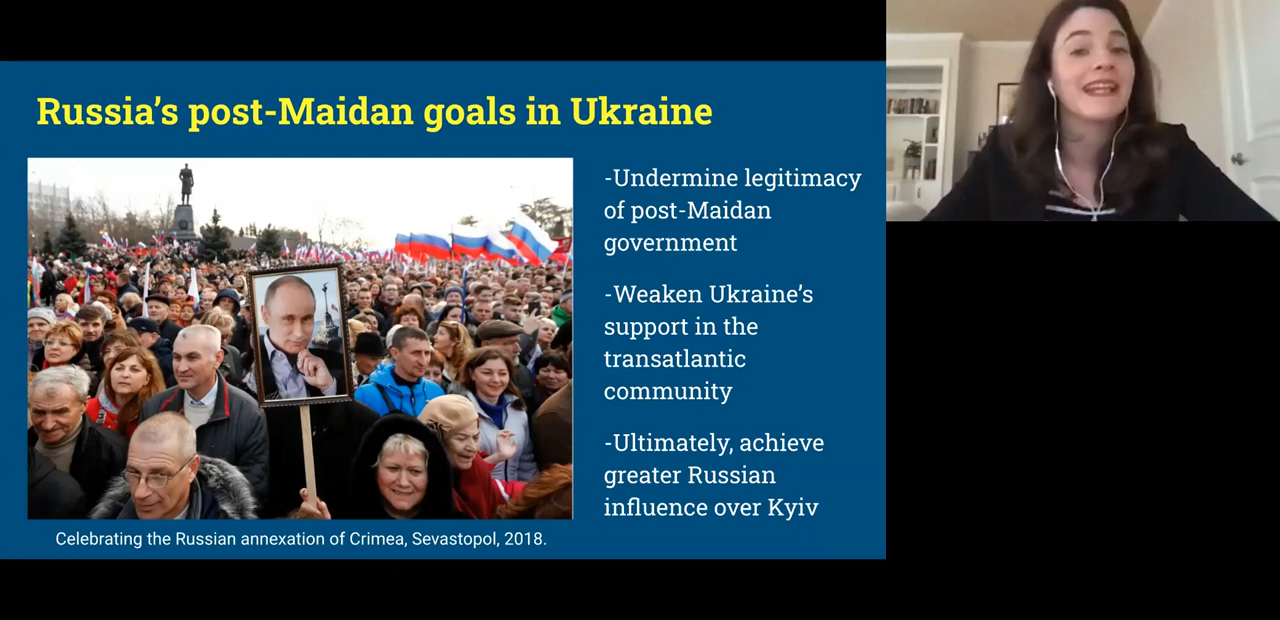 Russia's post-Maidan goals in Ukraine
-Undermine legitimacy
of post-Maidan
government
-Weaken Ukraine's
support in the
transatlantic
community
-Ultimately, achieve
greater Russian
influence over Kyiv
Celebrating the Russian annexation of Crimea, Sevastopol, 2018.